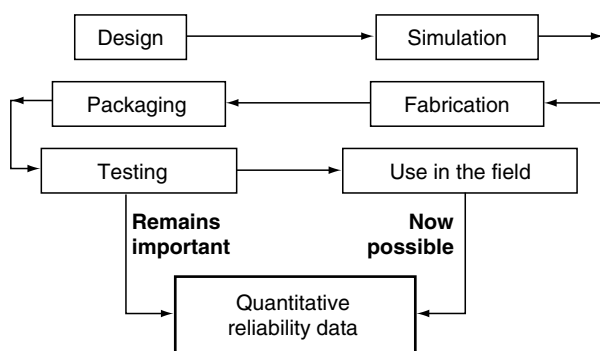 Design
Simulation
Packaging
Fabrication
Testing
Use in the field
Remains
important
Now
possible
Quantitative
reliability data